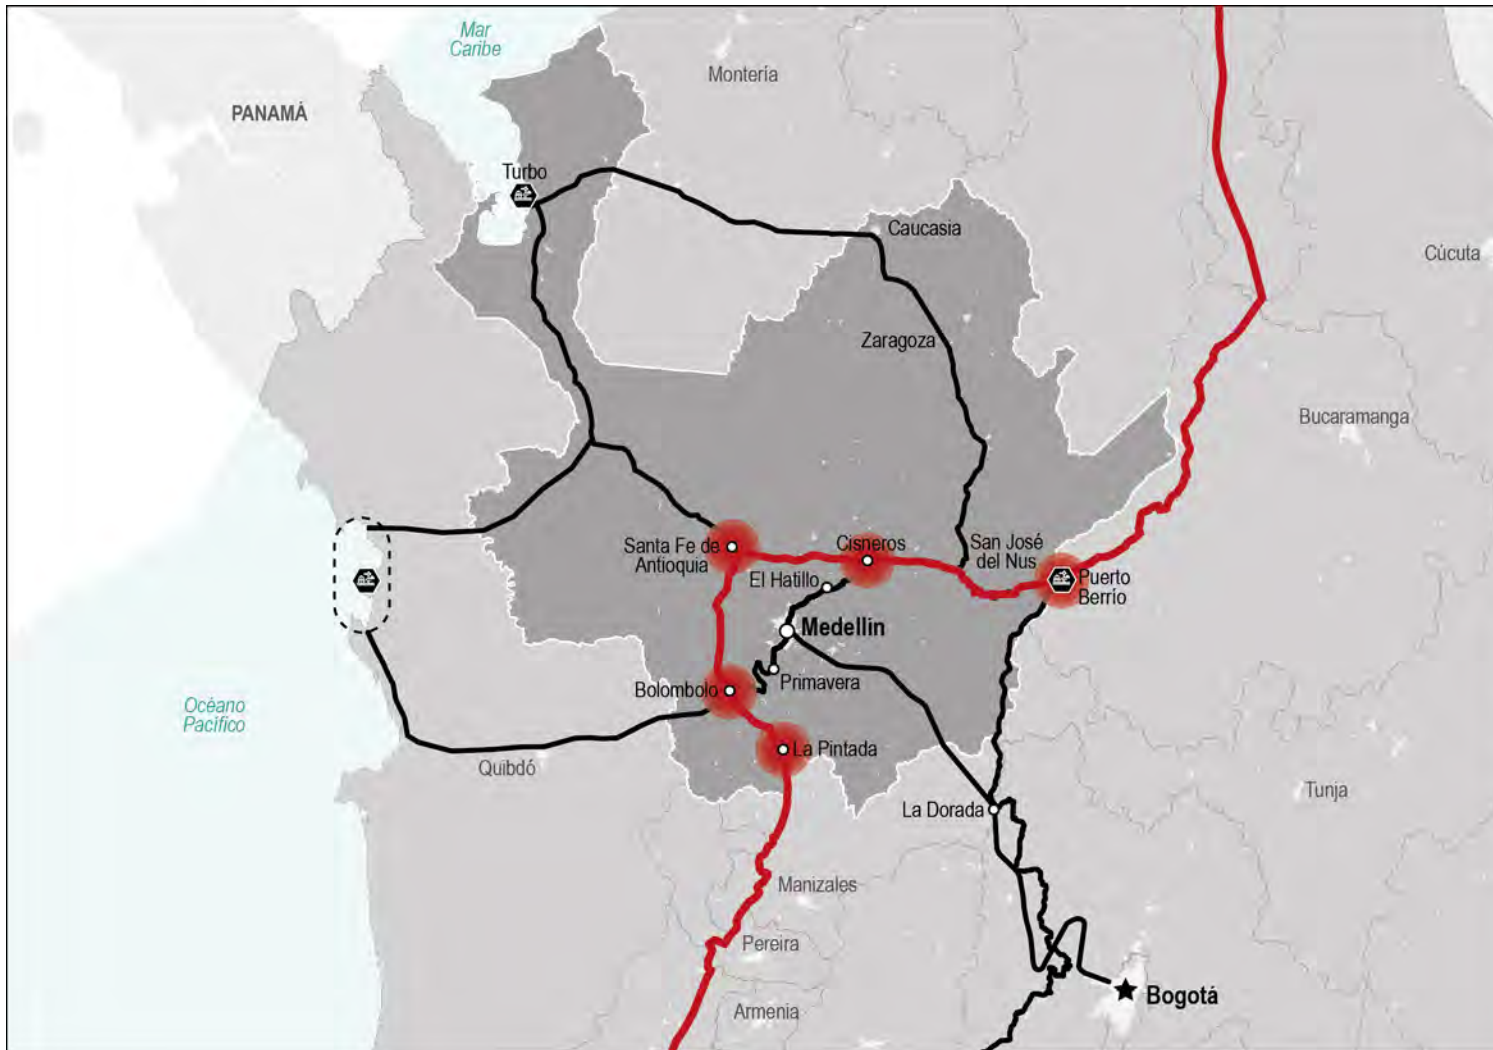 Mar
Caribe
Montería
PANAMÁ
Turbo
Caucasia
Cúcuta
Zaragoza
Bucaramanga
Santa Fe de
Antioquia
Cisneros
San José
del Nus
El Hatillo
Puerto
Berrío
Medellin
Bolombolo
Primavera
Océano
Pacífico
La Pintada
Quibdó
Tunja
La Dorada
Manizales
Pereira
Bogotá
Armenia